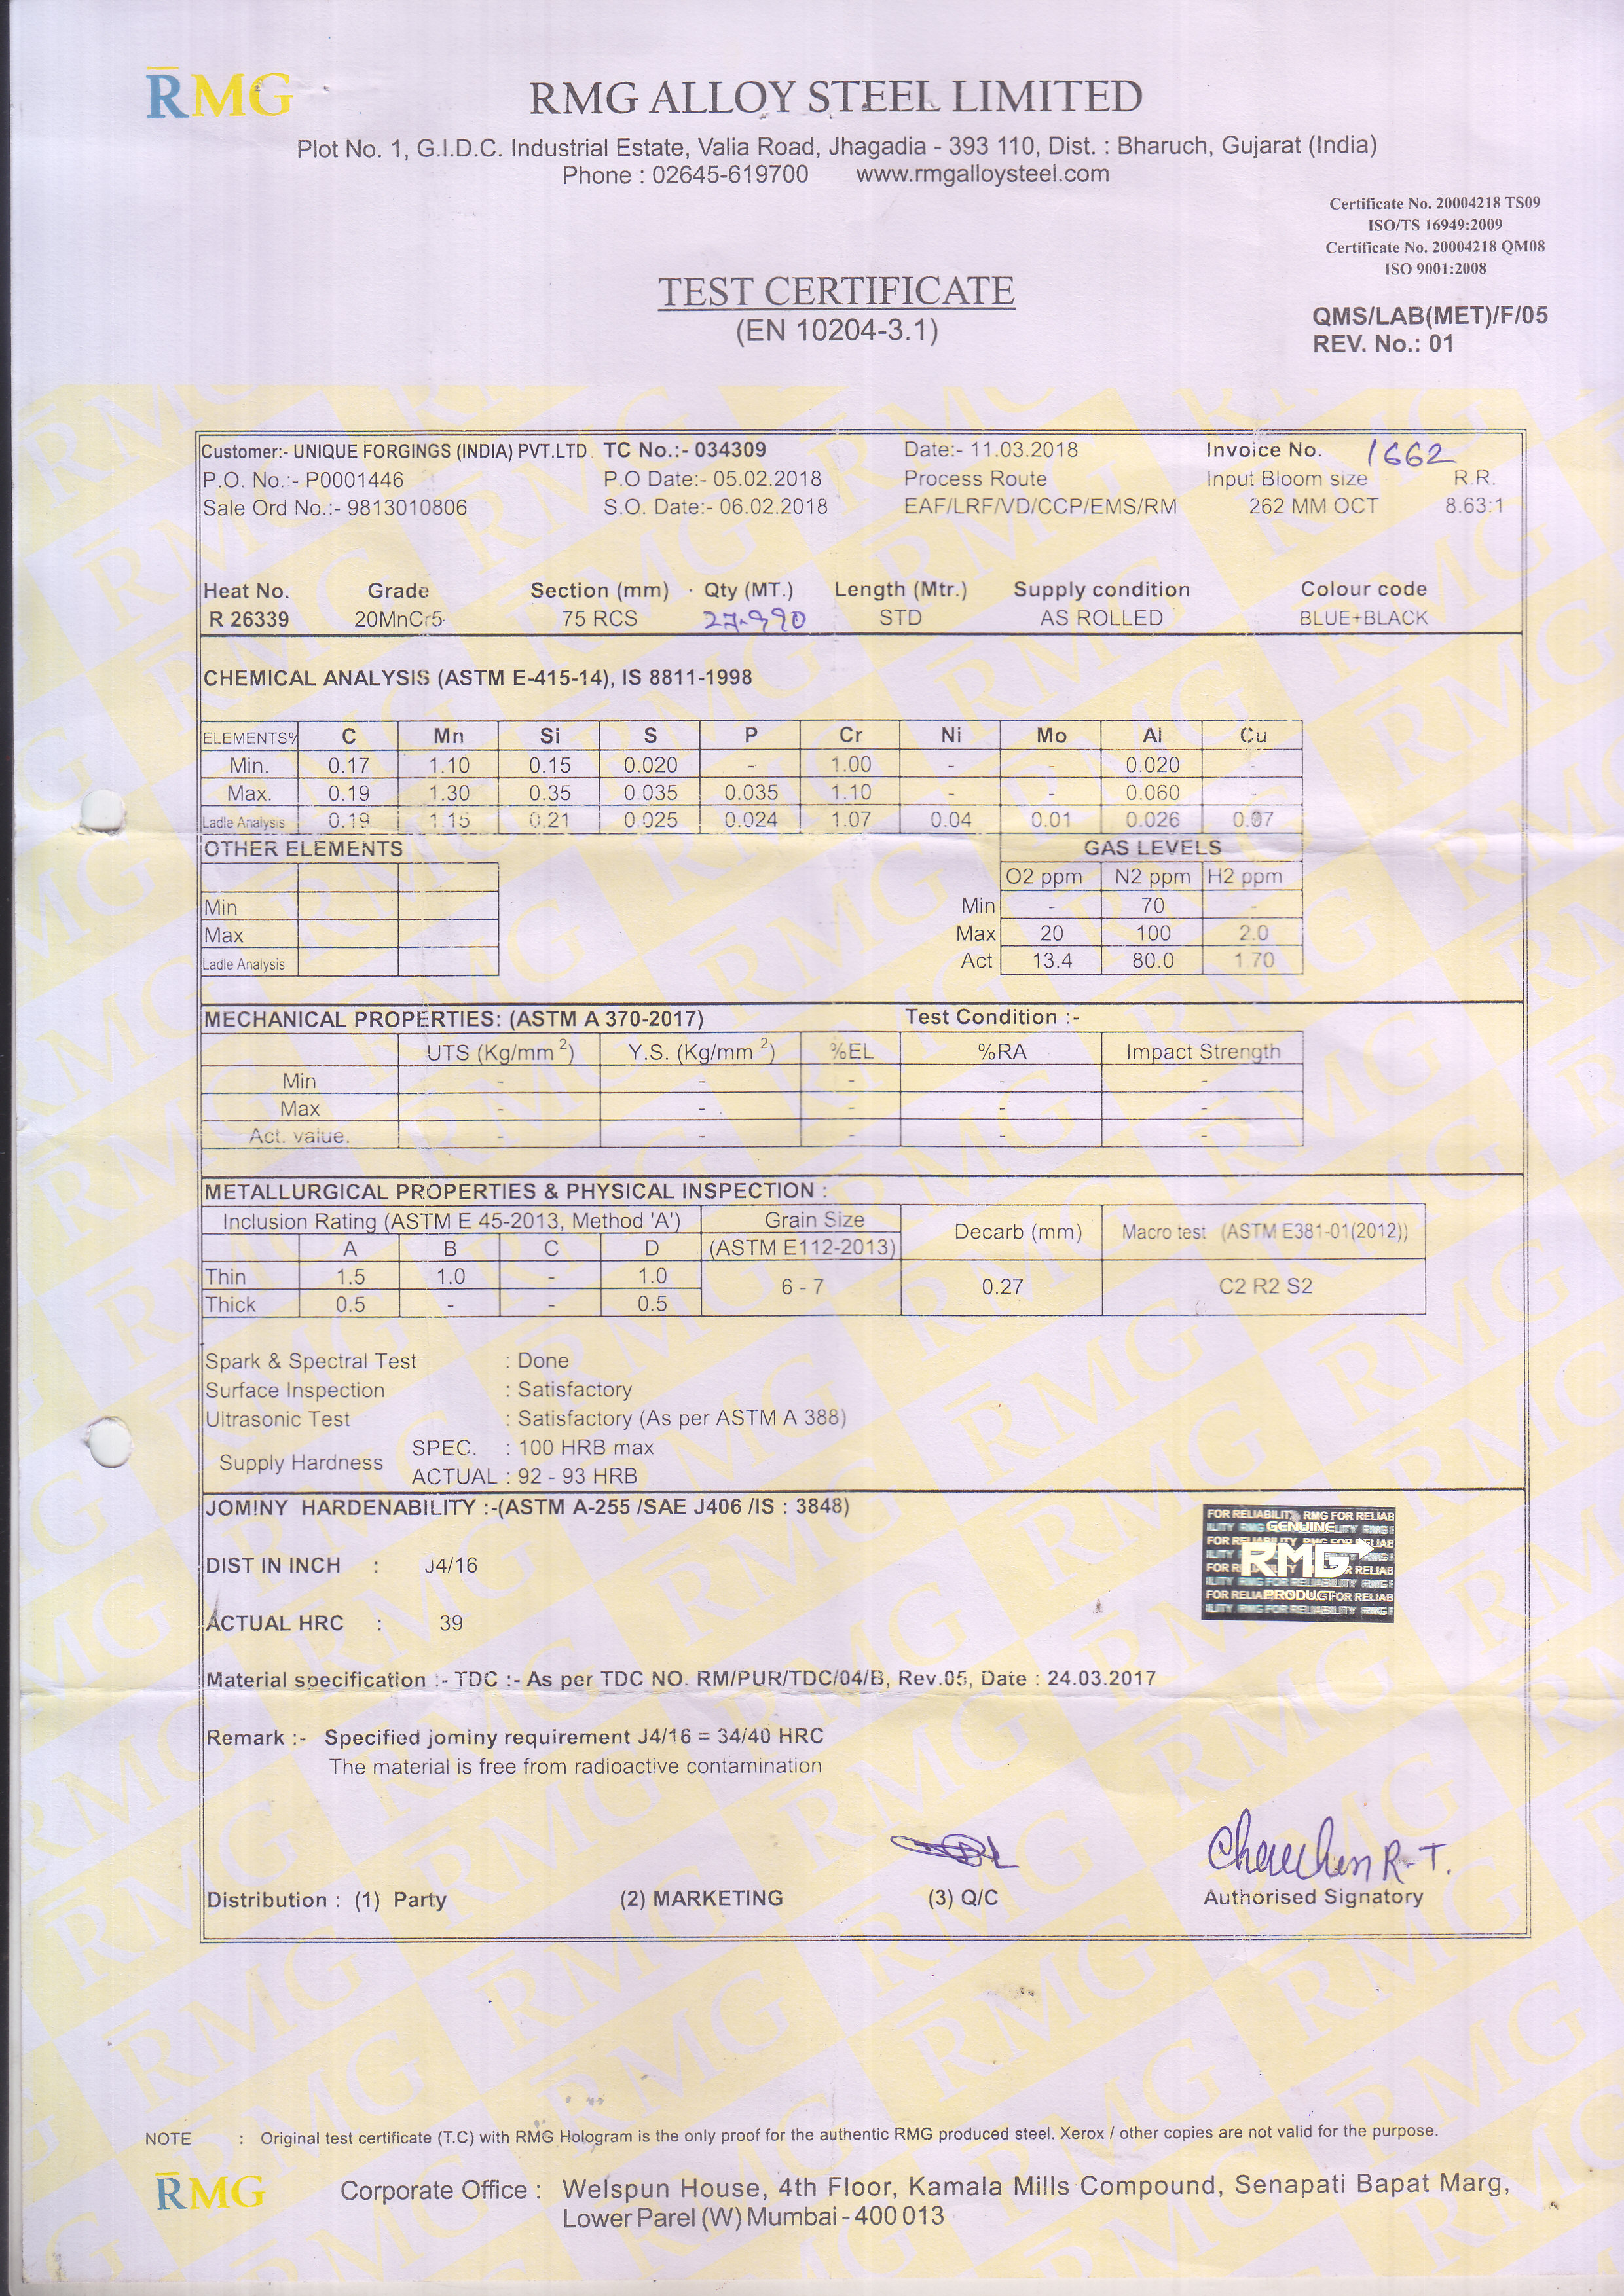 RMG
RMG ALLOY STEEL LIMITED
Plot No. 1, G.I.D.C. Industrial Estate, Valia Road, Jhagadia - 393 110, Dist. : Bharuch, Gujarat (India)
Phone : 02645-619700 www.rmgalloysteel.com
Certificate No. 20004218 TS09
ISO/TS 16949:2009
Certificate No. 20004218 QM08
ISO 9001:2008
TEST CERTIFICATE
(EN 10204-3.1)
QMS/LAB(MET)/F/05
REV. No.: 01
Customer:- UNIQUE FORGINGS (INDIA) PVT.LTD TC No.:- 034309 Date:- 11.03.2018 Invoice No. 1662
P.O. No.:- P0001446 P.O Date:- 05.02.2018 Process Route Input Bloom size R.R.
Sale Ord No.:- 9813010806 S.O. Date:- 06.02.2018 EAF/LRF/VD/CCP/EMS/RM 262 MM OCT 8.63:1
Heat No. Grade Section (mm) Qty (MT.) Length (Mtr.) Supply condition Colour code
R 26339 20MnCr5 75 RCS 27.990 STD AS ROLLED BLUE+BLACK
CHEMICAL ANALYSIS (ASTM E-415-14), IS 8811-1998
ELEMENTS% C Mn Si S P Cr Ni Mo Al Cu
Min. 0.17 1.10 0.15 0.020 - 1.00 - - 0.020 -
Max. 0.19 1.30 0.35 0.035 0.035 1.10 - - 0.060 -
Ladle Analysis 0.19 1.15 0.21 0.025 0.024 1.07 0.04 0.01 0.026 0.07
OTHER ELEMENTS GAS LEVELS
O2 ppm N2 ppm H2 ppm
Min Min - 70 -
Max Max 20 100 2.0
Ladle Analysis Act 13.4 80.0 1.70
MECHANICAL PROPERTIES: (ASTM A 370-2017) Test Condition :-
UTS (Kg/mm 2) Y.S. (Kg/mm 2) %EL %RA Impact Strength
Min - - - - -
Max - - - - -
Act. value. - - - - -
METALLURGICAL PROPERTIES & PHYSICAL INSPECTION :
Inclusion Rating (ASTM E 45-2013, Method 'A') Grain Size Decarb (mm) Macro test (ASTM E381-01(2012))
A B C D (ASTM E112-2013)
Thin 1.5 1.0 - 1.0 6 - 7 0.27 C2 R2 S2
Thick 0.5 - - 0.5
Spark & Spectral Test : Done
Surface Inspection : Satisfactory
Ultrasonic Test : Satisfactory (As per ASTM A 388)
Supply Hardness SPEC. : 100 HRB max
ACTUAL : 92 - 93 HRB
JOMINY HARDENABILITY :-(ASTM A-255 /SAE J406 /IS : 3848)
FOR RELIABILITY RMG FOR RELIAB
GENUINE
RMG
PRODUCT
DIST IN INCH : J4/16
ACTUAL HRC : 39
Material specification :- TDC :- As per TDC NO. RM/PUR/TDC/04/B, Rev.05, Date : 24.03.2017
Remark :- Specified jominy requirement J4/16 = 34/40 HRC
The material is free from radioactive contamination
Distribution : (1) Party (2) MARKETING (3) Q/C Authorised Signatory
NOTE : Original test certificate (T.C) with RMG Hologram is the only proof for the authentic RMG produced steel. Xerox / other copies are not valid for the purpose.
RMG
Corporate Office : Welspun House, 4th Floor, Kamala Mills Compound, Senapati Bapat Marg,
Lower Parel (W) Mumbai - 400 013